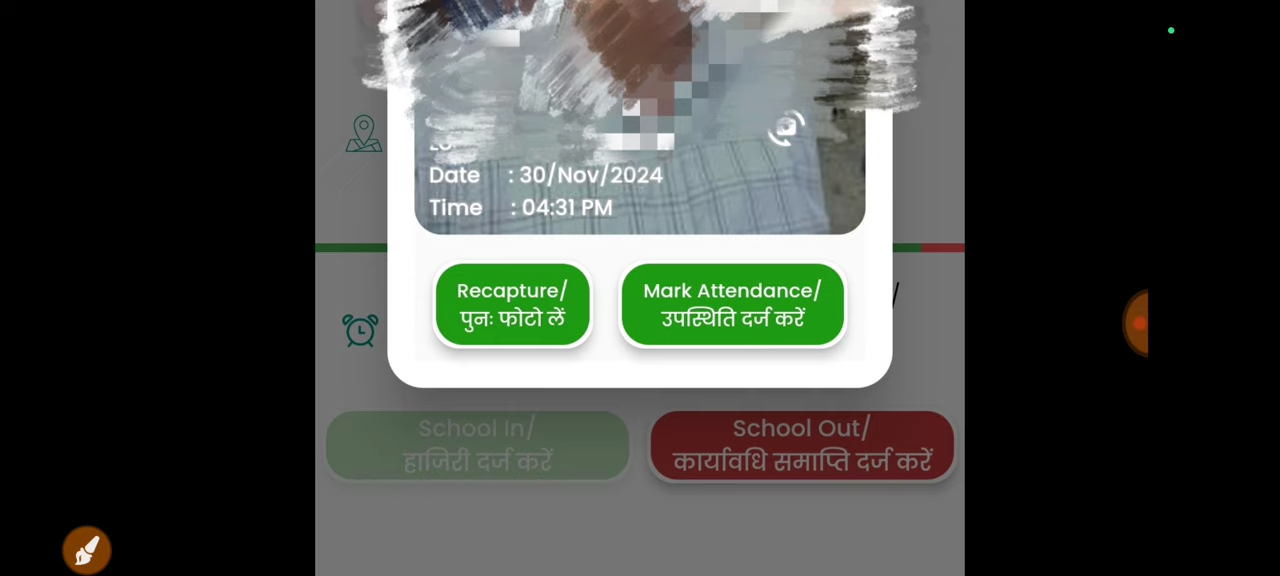 Date : 30/Nov/2024
Time : 04:31 PM
Recapture/
पुनः फोटो लें
Mark Attendance/
उपस्थिति दर्ज करें
School In/
हाजिरी दर्ज करें
School Out/
कार्यावधि समाप्ति दर्ज करें